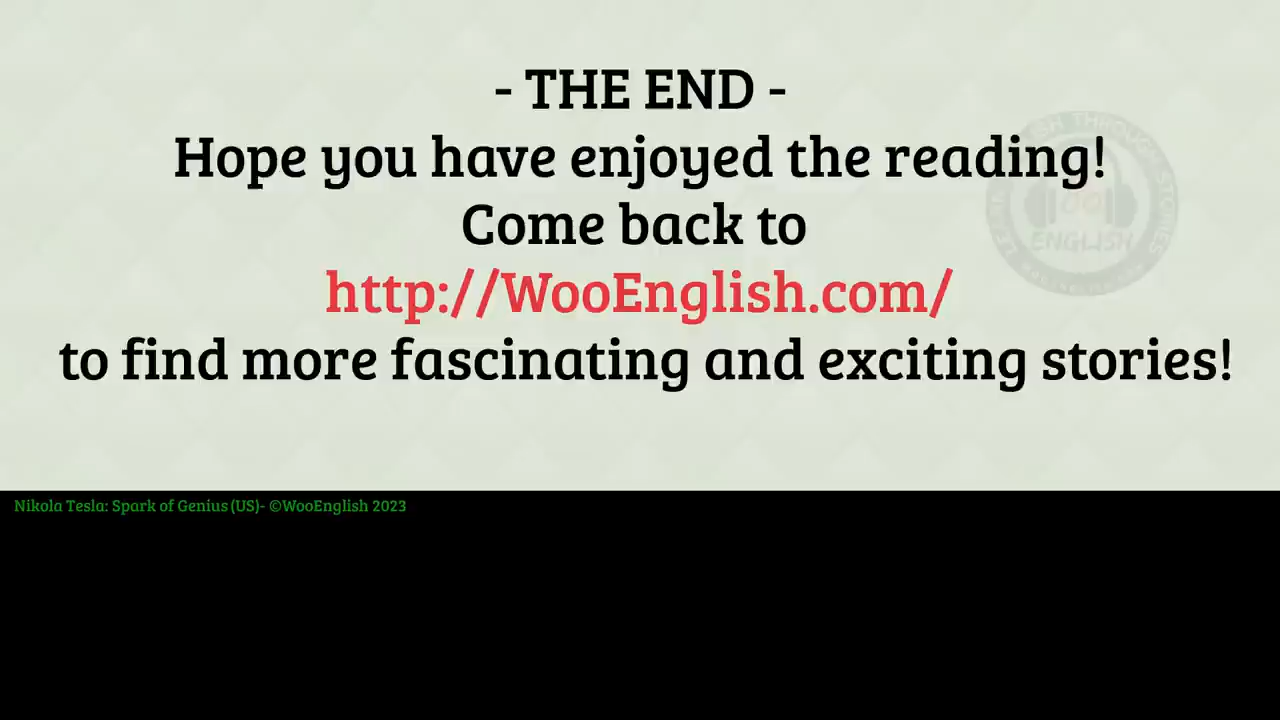 - THE END -
Hope you have enjoyed the reading!
Come back to
http://WooEnglish.com/
to find more fascinating and exciting stories!
ENGLISH
Nikola Tesla: Spark of Genius (US)- ©WooEnglish 2023